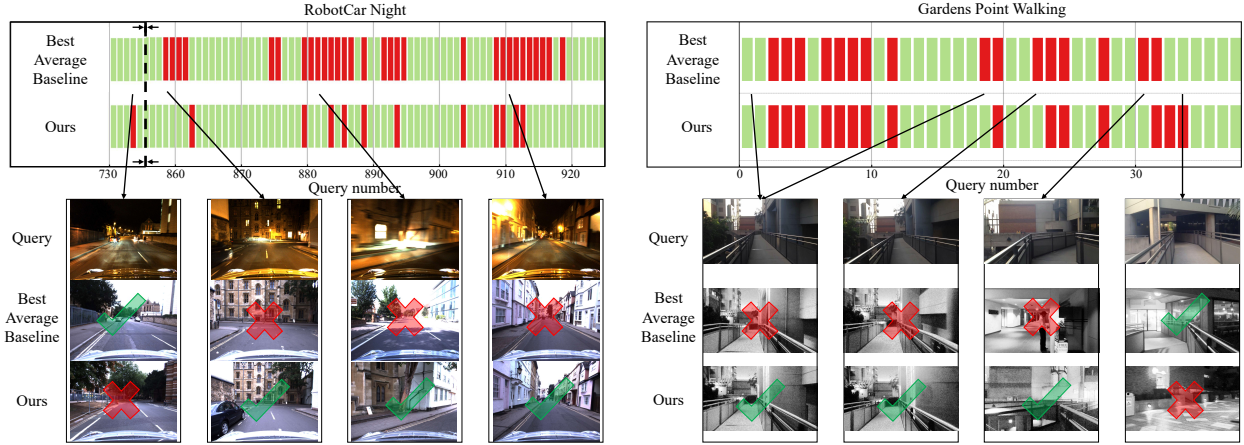 RobotCar Night
Best
Average
Baseline
Ours
730 860 870 880 890 900 910 920
Query number
Query
Best
Average
Baseline
Ours
Gardens Point Walking
Best
Average
Baseline
Ours
0 10 20 30
Query number
Query
Best
Average
Baseline
Ours